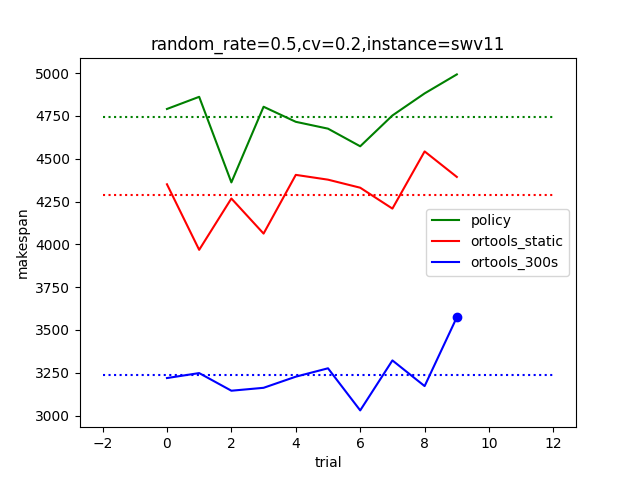 random_rate=0.5,cv=0.2,instance=swv11
5000
4750
4500
4250
4000
3750
3500
3250
3000
makespan
policy
ortools_static
ortools_300s
−2 0 2 4 6 8 10 12
trial